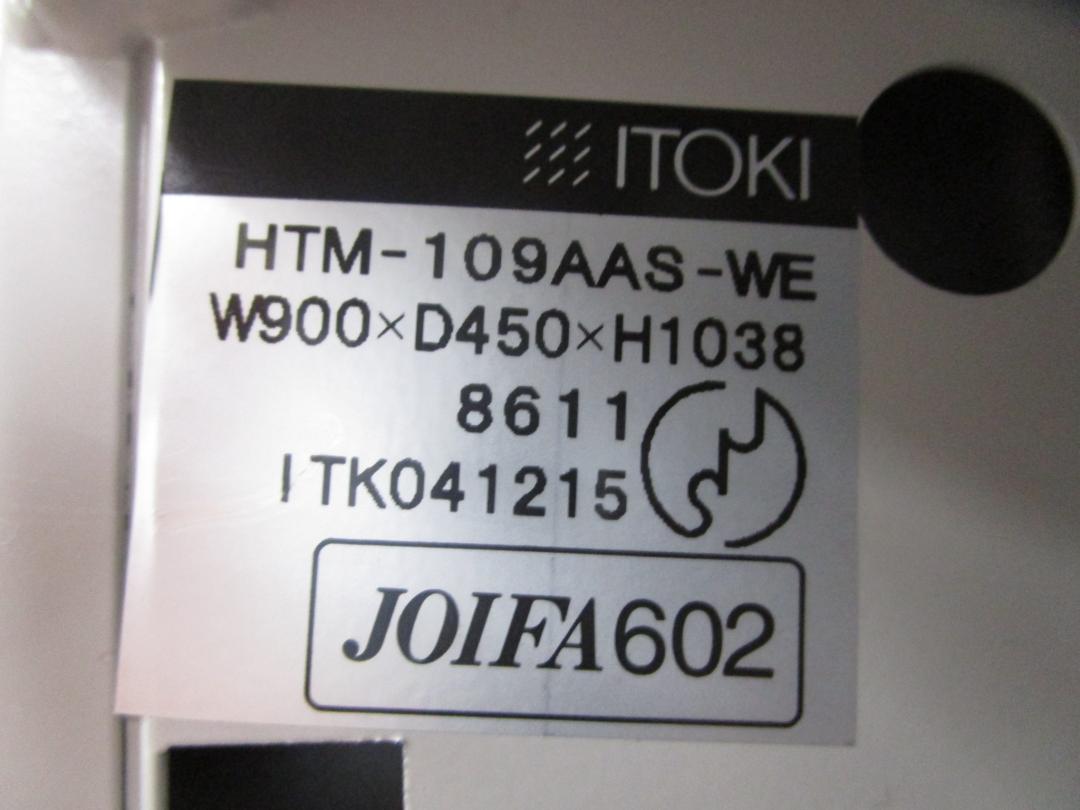 ITOKI
HTM-109AAS-WE
W900×D450×H1038
8611
ITK041215
JOIFA602